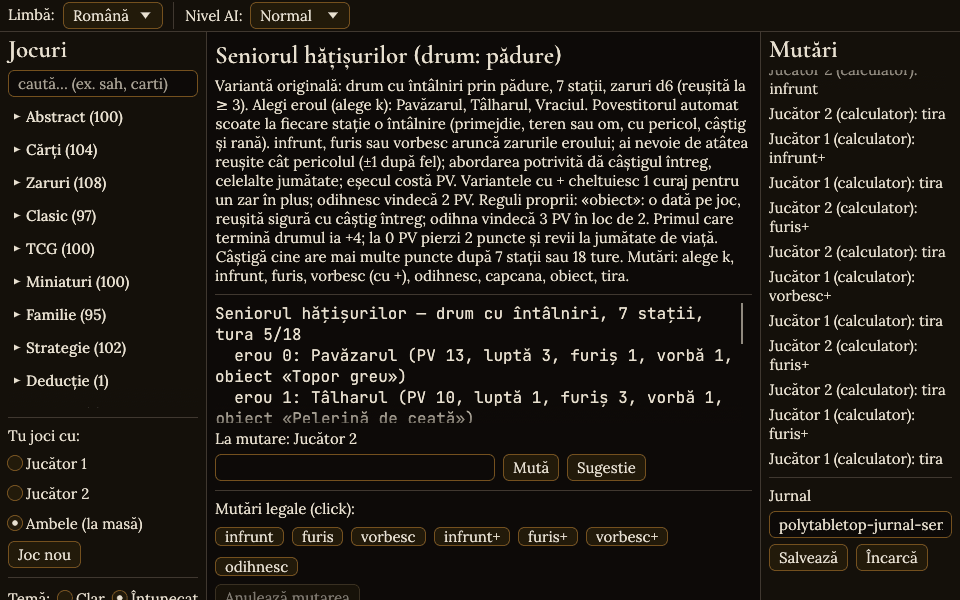 Limbă: Română Nivel AI: Normal
Jocuri
caută... (ex. sah, carti)
▸ Abstract (100)
▸ Cărți (104)
▸ Zaruri (108)
▸ Clasic (97)
▸ TCG (100)
▸ Miniaturi (100)
▸ Familie (95)
▸ Strategie (102)
▸ Deducție (1)
Tu joci cu:
Jucător 1
Jucător 2
Ambele (la masă)
Joc nou
Temă: Clar Întunecat
Seniorul hățișurilor (drum: pădure)
Variantă originală: drum cu întâlniri prin pădure, 7 stații, zaruri d6 (reușită la
≥ 3). Alegi eroul (alege k): Pavăzarul, Tâlharul, Vraciul. Povestitorul automat
scoate la fiecare stație o întâlnire (primejdie, teren sau om, cu pericol, câștig
și rană). infrunt, furis sau vorbesc aruncă zarurile eroului; ai nevoie de atâtea
reușite cât pericolul (±1 după fel); abordarea potrivită dă câștigul întreg,
celelalte jumătate; eșecul costă PV. Variantele cu + cheltuiesc 1 curaj pentru
un zar în plus; odihnesc vindecă 2 PV. Reguli proprii: «obiect»: o dată pe joc,
reușită sigură cu câștig întreg; odihna vindecă 3 PV în loc de 2. Primul care
termină drumul ia +4; la 0 PV pierzi 2 puncte și revii la jumătate de viață.
Câștigă cine are mai multe puncte după 7 stații sau 18 ture. Mutări: alege k,
infrunt, furis, vorbesc (cu +), odihnesc, capcana, obiect, tira.
Seniorul hățișurilor — drum cu întâlniri, 7 stații,
tura 5/18
erou 0: Pavăzarul (PV 13, luptă 3, furiș 1, vorbă 1,
obiect «Topor greu»)
erou 1: Tâlharul (PV 10, luptă 1, furiș 3, vorbă 1,
obiect «Pelerină de ceață»)
La mutare: Jucător 2
Mută Sugestie
Mutări legale (click):
infrunt furis vorbesc infrunt+ furis+ vorbesc+
odihnesc
Anulează mutarea
Mutări
Jucător 2 (calculator):
infrunt
Jucător 2 (calculator): tira
Jucător 1 (calculator):
infrunt+
Jucător 1 (calculator): tira
Jucător 2 (calculator):
furis+
Jucător 2 (calculator): tira
Jucător 1 (calculator):
vorbesc+
Jucător 1 (calculator): tira
Jucător 2 (calculator):
furis+
Jucător 2 (calculator): tira
Jucător 1 (calculator):
furis+
Jucător 1 (calculator): tira
Jurnal
polytabletop-jurnal-ser
Salvează Încarcă